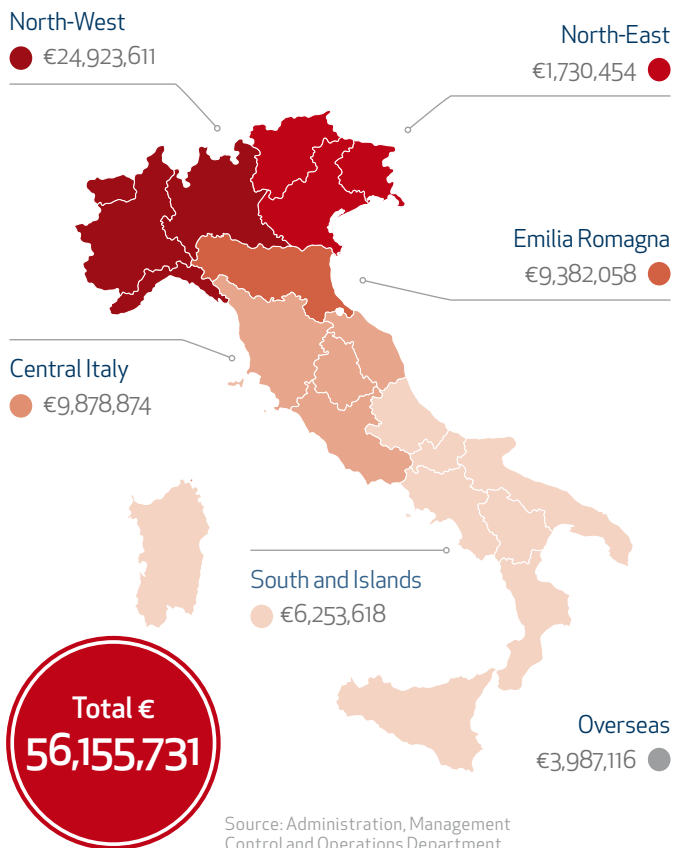 North-West
€24,923,611
North-East
€1,730,454
Emilia Romagna
€9,382,058
Central Italy
€9,878,874
South and Islands
€6,253,618
Total €
56,155,731
Overseas
€3,987,116
Source: Administration, Management
Control and Operations Department